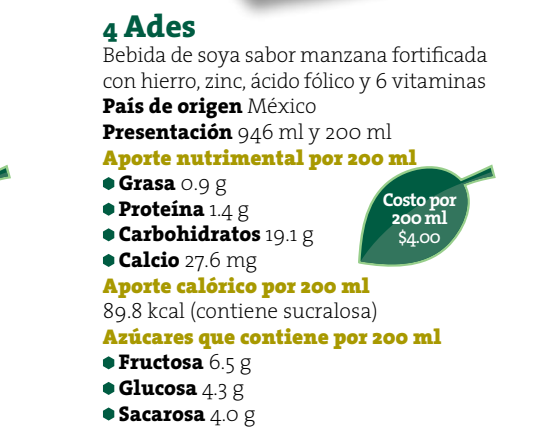 4 Ades
Bebida de soya sabor manzana fortificada
con hierro, zinc, ácido fólico y 6 vitaminas
País de origen México
Presentación 946 ml y 200 ml
Aporte nutrimental por 200 ml
Grasa 0.9 g
Proteína 1.4 g
Carbohidratos 19.1 g
Calcio 27.6 mg
Costo por
200 ml
$4.00
Aporte calórico por 200 ml
89.8 kcal (contiene sucralosa)
Azúcares que contiene por 200 ml
Fructosa 6.5 g
Glucosa 4.3 g
Sacarosa 4.0 g